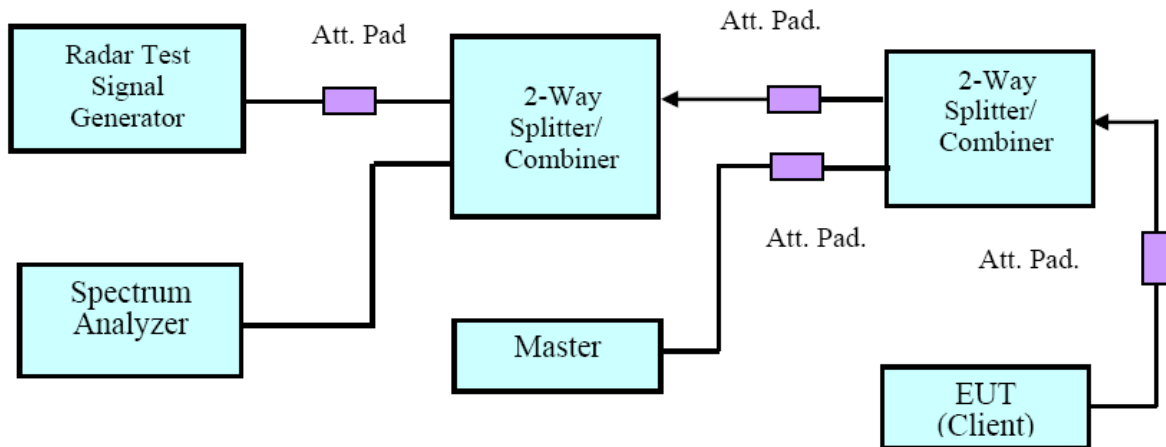 Radar Test
Signal
Generator
Att. Pad
2-Way
Splitter/
Combiner
Att. Pad.
2-Way
Splitter/
Combiner
Att. Pad.
Att. Pad.
Spectrum
Analyzer
Master
EUT
(Client)